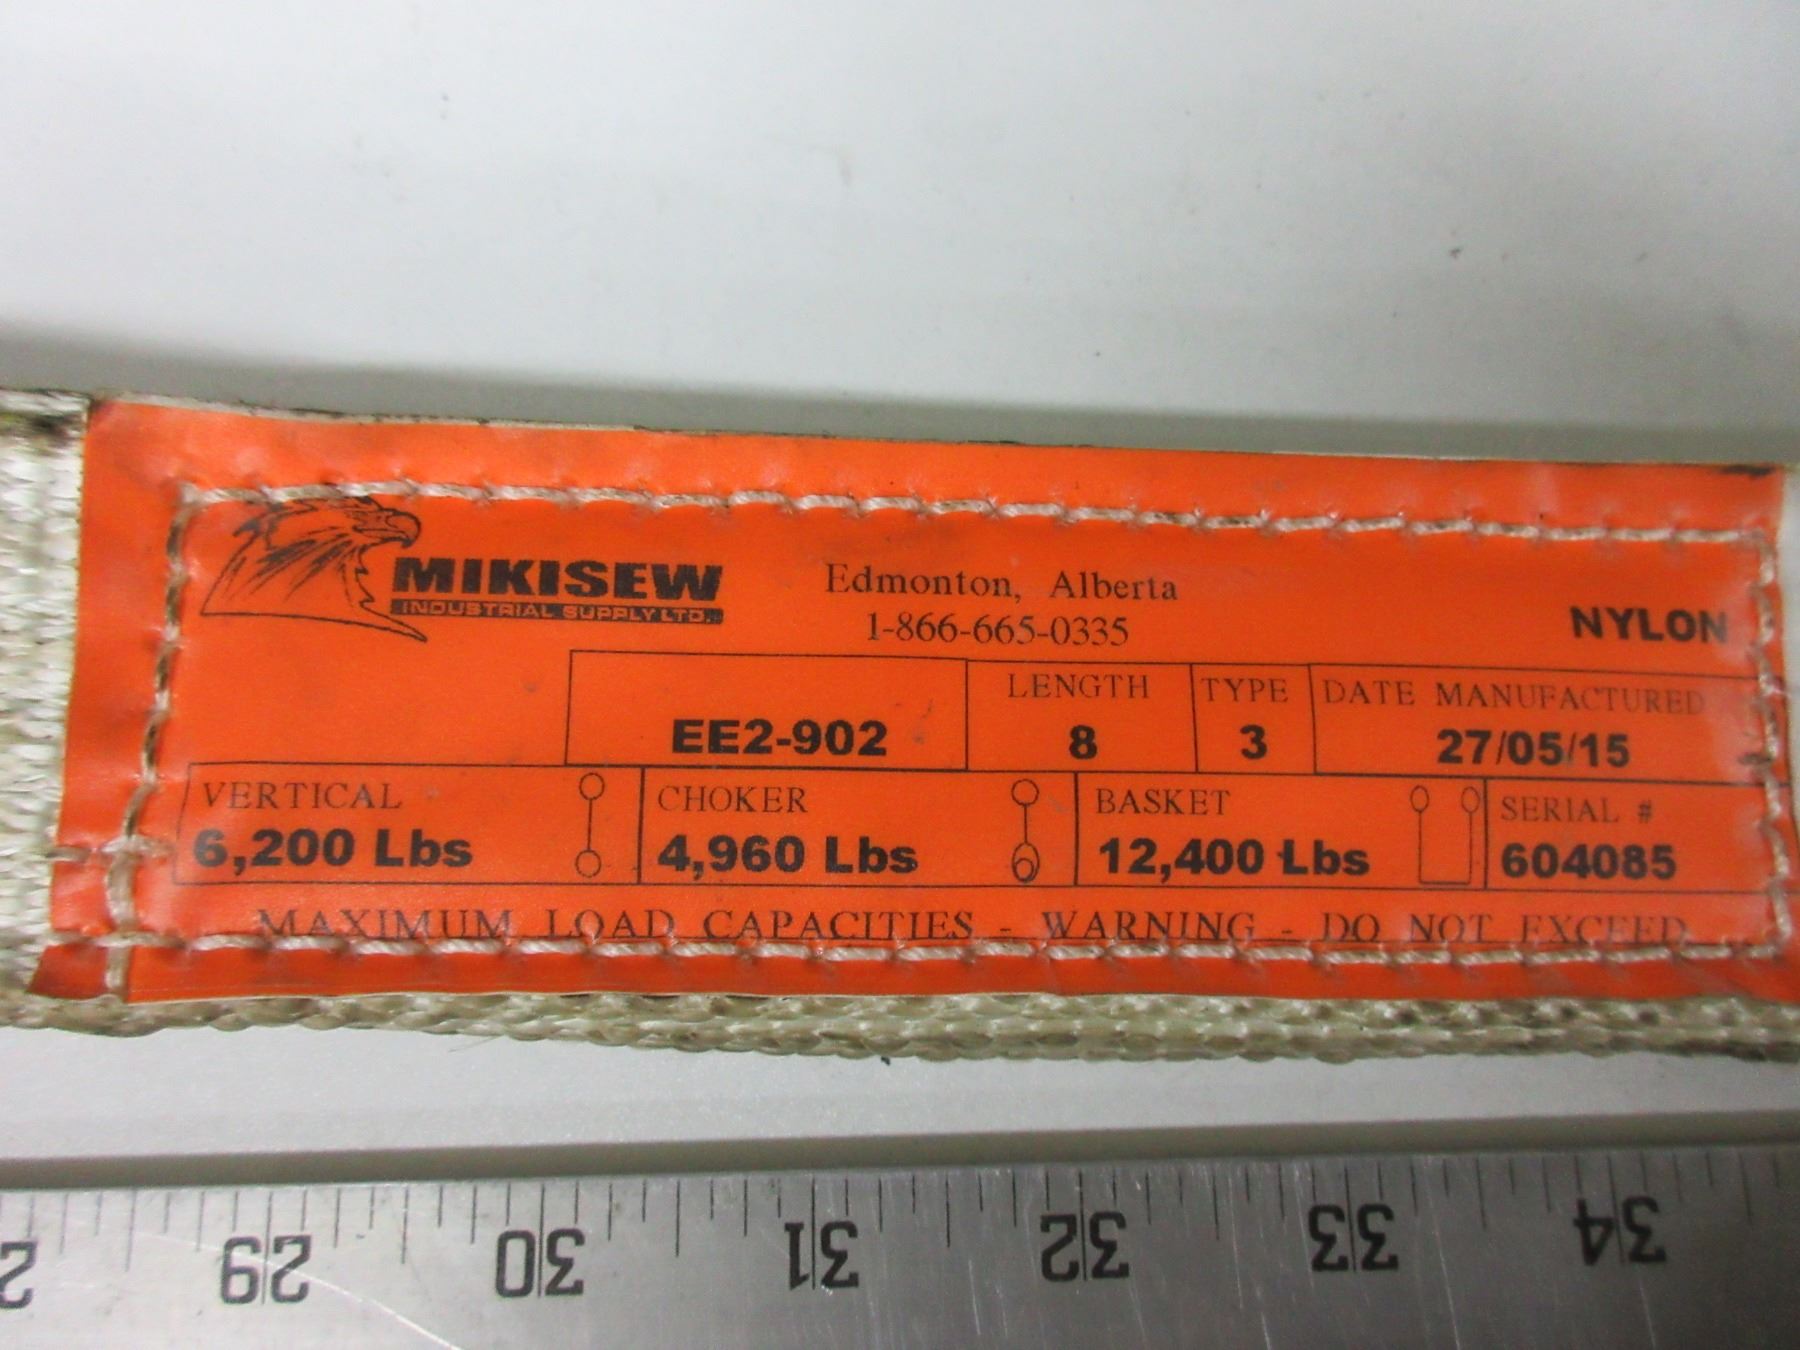 MIKISEW
INDUSTRIAL SUPPLY LTD.
Edmonton, Alberta
1-866-665-0335
NYLON
EE2-902
LENGTH
8
TYPE
3
DATE MANUFACTURED
27/05/15
VERTICAL
6,200 Lbs
CHOKER
4,960 Lbs
BASKET
12,400 Lbs
SERIAL #
604085
MAXIMUM LOAD CAPACITIES - WARNING - DO NOT EXCEED
29 30 31 32 33 34